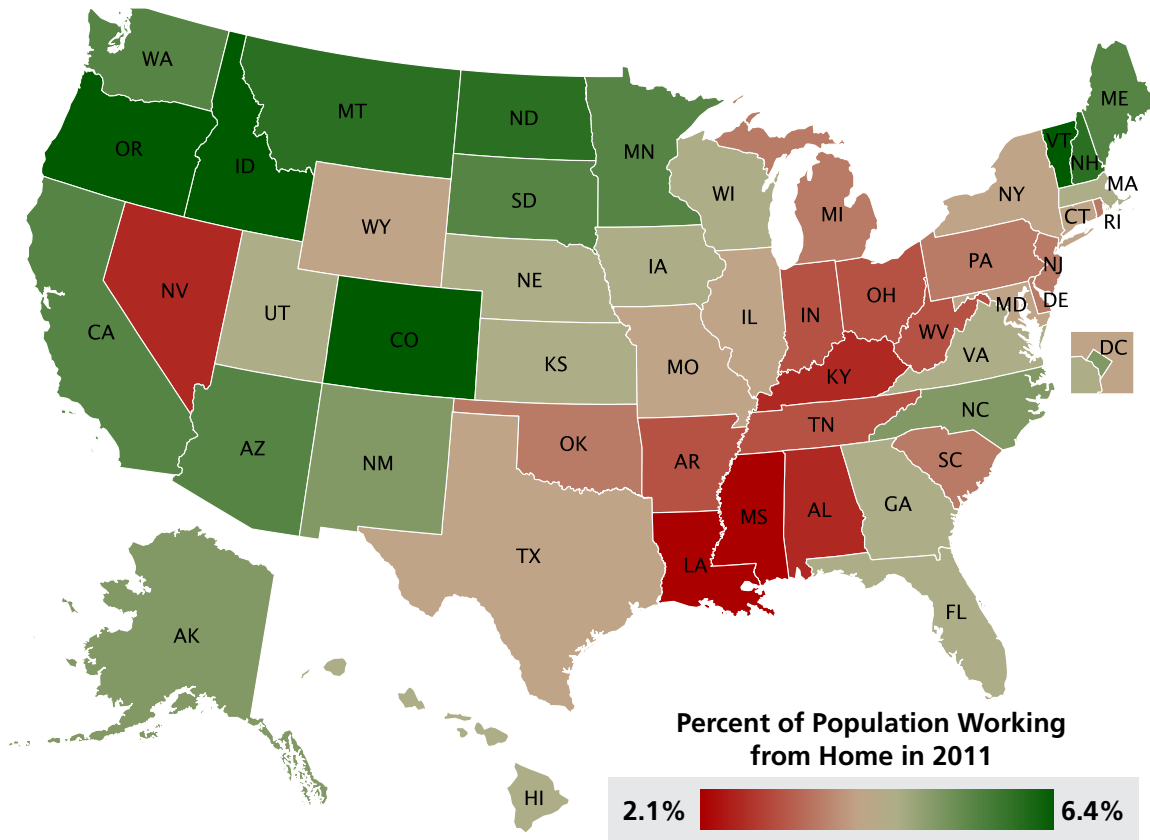 WA
OR
ID
MT
ND
MN
SD
WI
MI
NY
VT
NH
ME
MA
CT
RI
WY
NV
UT
CA
CO
NE
IA
KS
MO
IL
IN
OH
PA
NJ
MD
DE
WV
VA
DC
KY
TN
NC
SC
AZ
NM
OK
AR
TX
LA
MS
AL
GA
FL
AK
HI
Percent of Population Working
from Home in 2011
2.1% 6.4%